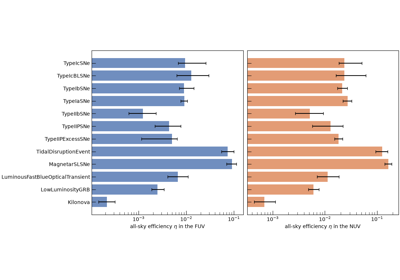 TypeIcSNe
TypeIcBLSNe
TypeIbSNe
TypeIaSNe
TypeIIbSNe
TypeIIPSNe
TypeIIPExcessSNe
TidalDisruptionEvent
MagnetarSLSNe
LuminousFastBlueOpticalTransient
LowLuminosityGRB
Kilonova
10⁻³ 10⁻² 10⁻¹
all-sky efficiency η in the FUV
10⁻⁴ 10⁻³ 10⁻² 10⁻¹
all-sky efficiency η in the NUV